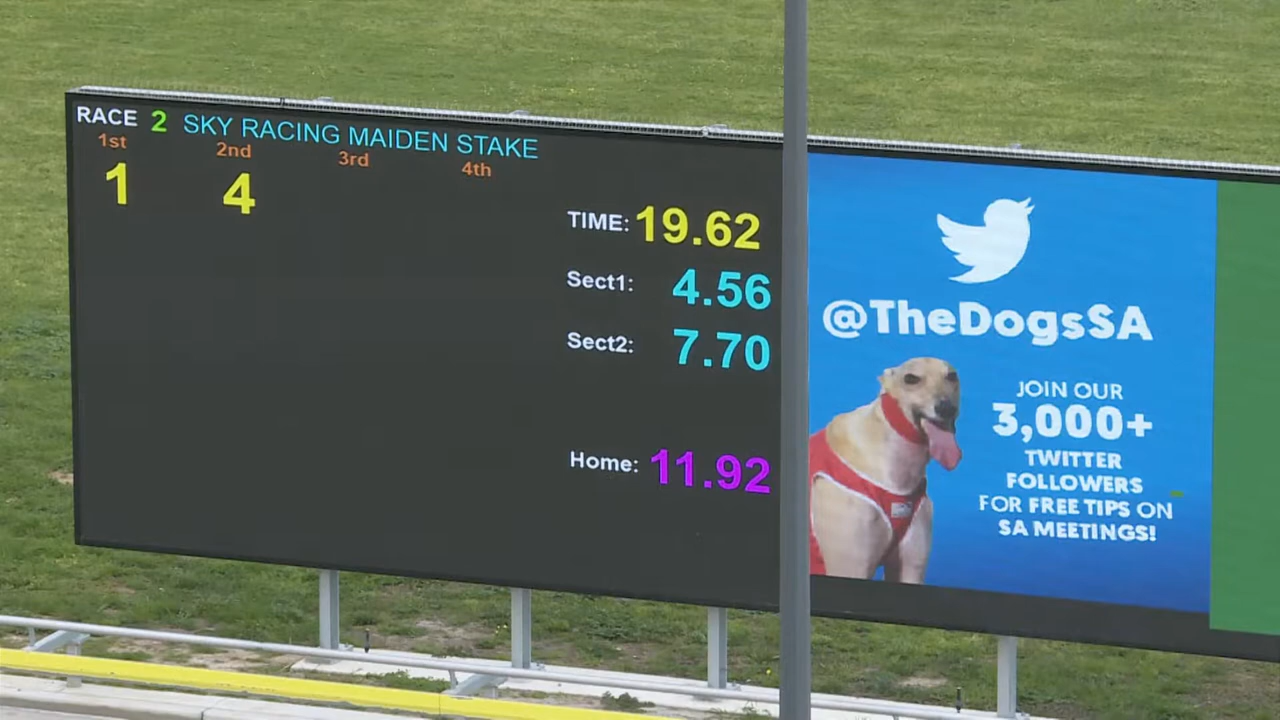 RACE 2 SKY RACING MAIDEN STAKE
1st 2nd 3rd 4th
1 4
TIME: 19.62
Sect1: 4.56
Sect2: 7.70
Home: 11.92
@TheDogsSA
JOIN OUR
3,000+
TWITTER
FOLLOWERS
FOR FREE TIPS ON
SA MEETINGS!